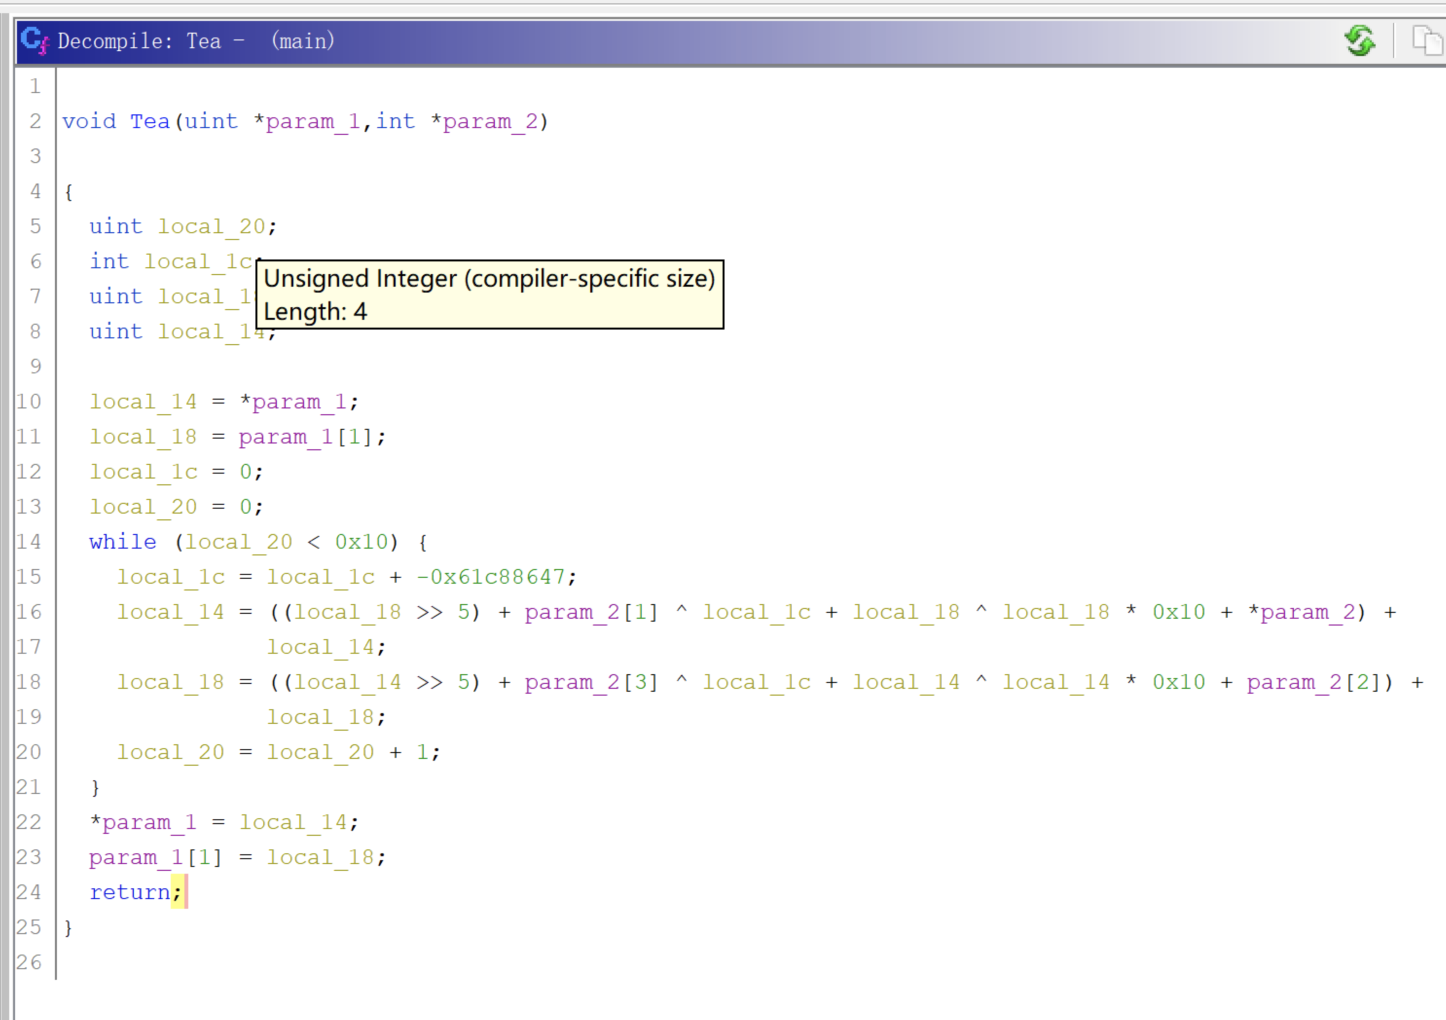 Decompile: Tea - (main)
1
2 void Tea(uint *param_1,int *param_2)
3
4 {
5 uint local_20;
6 int local_1c;
Unsigned Integer (compiler-specific size)
7 uint local_1
Length: 4
8 uint local_14;
9
10 local_14 = *param_1;
11 local_18 = param_1[1];
12 local_1c = 0;
13 local_20 = 0;
14 while (local_20 < 0x10) {
15 local_1c = local_1c + -0x61c88647;
16 local_14 = ((local_18 >> 5) + param_2[1] ^ local_1c + local_18 ^ local_18 * 0x10 + *param_2) +
17 local_14;
18 local_18 = ((local_14 >> 5) + param_2[3] ^ local_1c + local_14 ^ local_14 * 0x10 + param_2[2]) +
19 local_18;
20 local_20 = local_20 + 1;
21 }
22 *param_1 = local_14;
23 param_1[1] = local_18;
24 return;
25 }
26